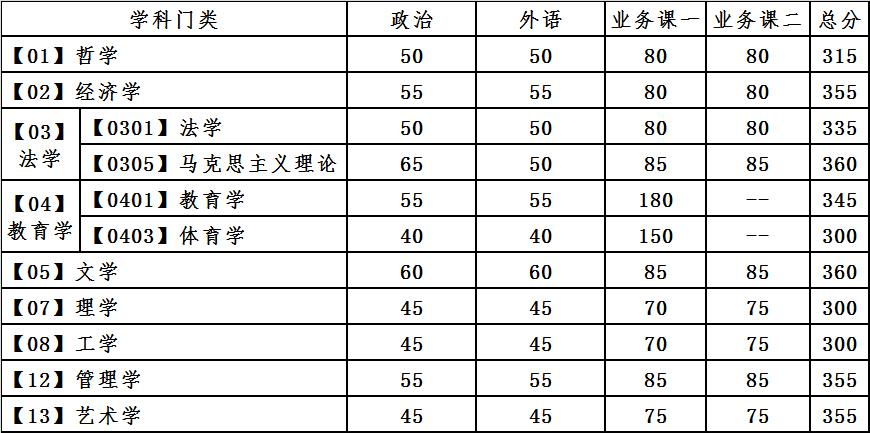 学科门类 政治 外语 业务课一 业务课二 总分
【01】哲学 50 50 80 80 315
【02】经济学 55 55 80 80 355
【03】法学 【0301】法学 50 50 80 80 335
【0305】马克思主义理论 65 50 85 85 360
【04】教育学 【0401】教育学 55 55 180 -- 345
【0403】体育学 40 40 150 -- 300
【05】文学 60 60 85 85 360
【07】理学 45 45 70 75 300
【08】工学 45 45 70 75 300
【12】管理学 55 55 85 85 355
【13】艺术学 45 45 75 75 355